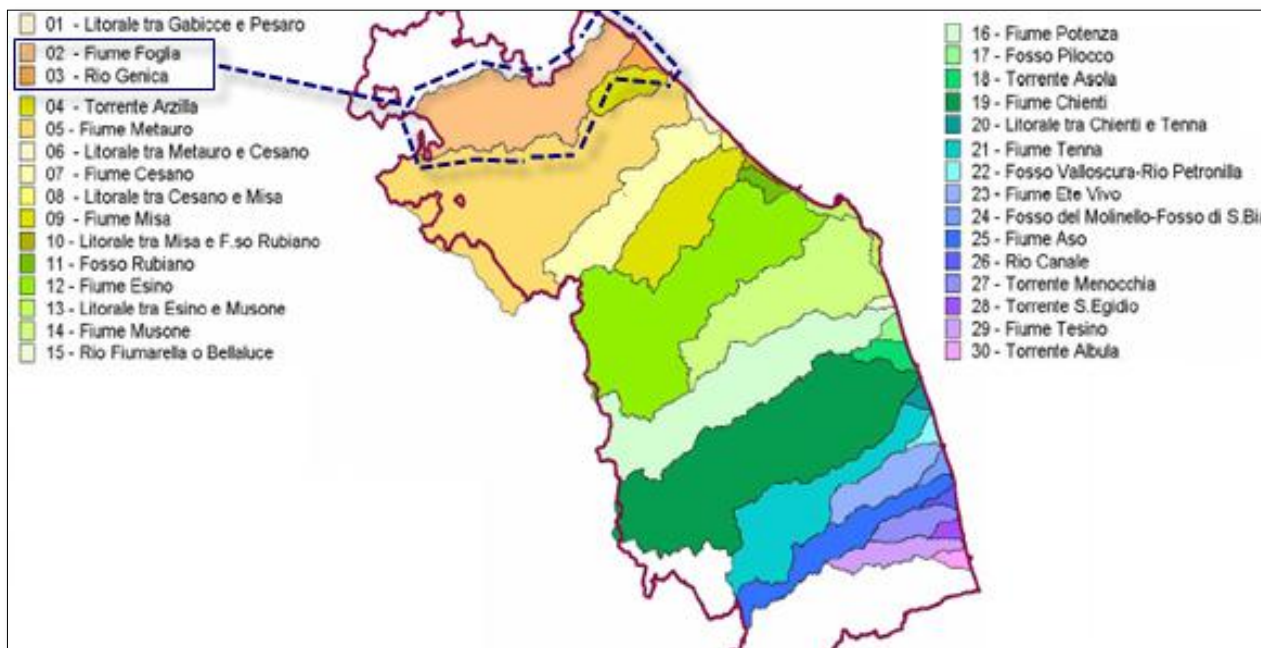 01 - Litorale tra Gabicce e Pesaro
02 - Fiume Foglia
03 - Rio Genica
04 - Torrente Arzilla
05 - Fiume Metauro
06 - Litorale tra Metauro e Cesano
07 - Fiume Cesano
08 - Litorale tra Cesano e Misa
09 - Fiume Misa
10 - Litorale tra Misa e F.so Rubiano
11 - Fosso Rubiano
12 - Fiume Esino
13 - Litorale tra Esino e Musone
14 - Fiume Musone
15 - Rio Fiumarella o Bellaluce
16 - Fiume Potenza
17 - Fosso Pilocco
18 - Torrente Asola
19 - Fiume Chienti
20 - Litorale tra Chienti e Tenna
21 - Fiume Tenna
22 - Fosso Valloscura-Rio Petronilla
23 - Fiume Ete Vivo
24 - Fosso del Molinello-Fosso di S.Bia
25 - Fiume Aso
26 - Rio Canale
27 - Torrente Menocchia
28 - Torrente S.Egidio
29 - Fiume Tesino
30 - Torrente Albula